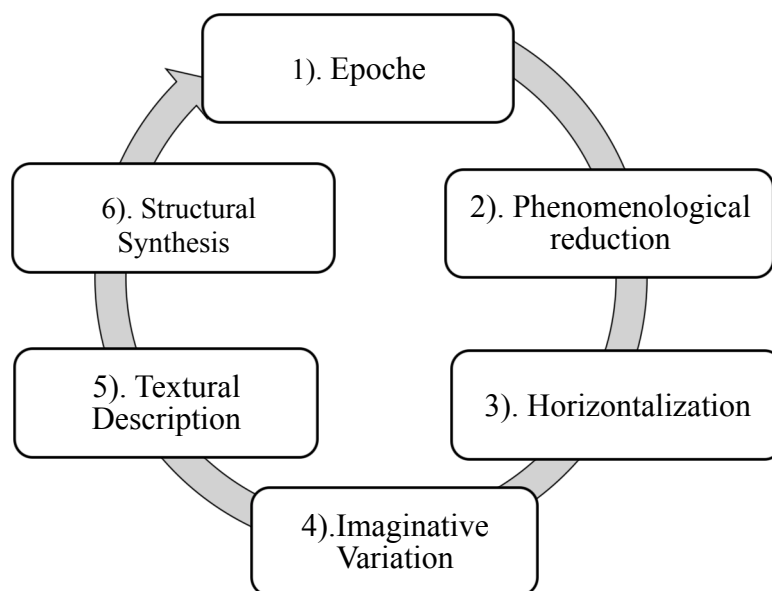 1). Epoche
2). Phenomenological
reduction
3). Horizontalization
4).Imaginative
Variation
5). Textural
Description
6). Structural
Synthesis